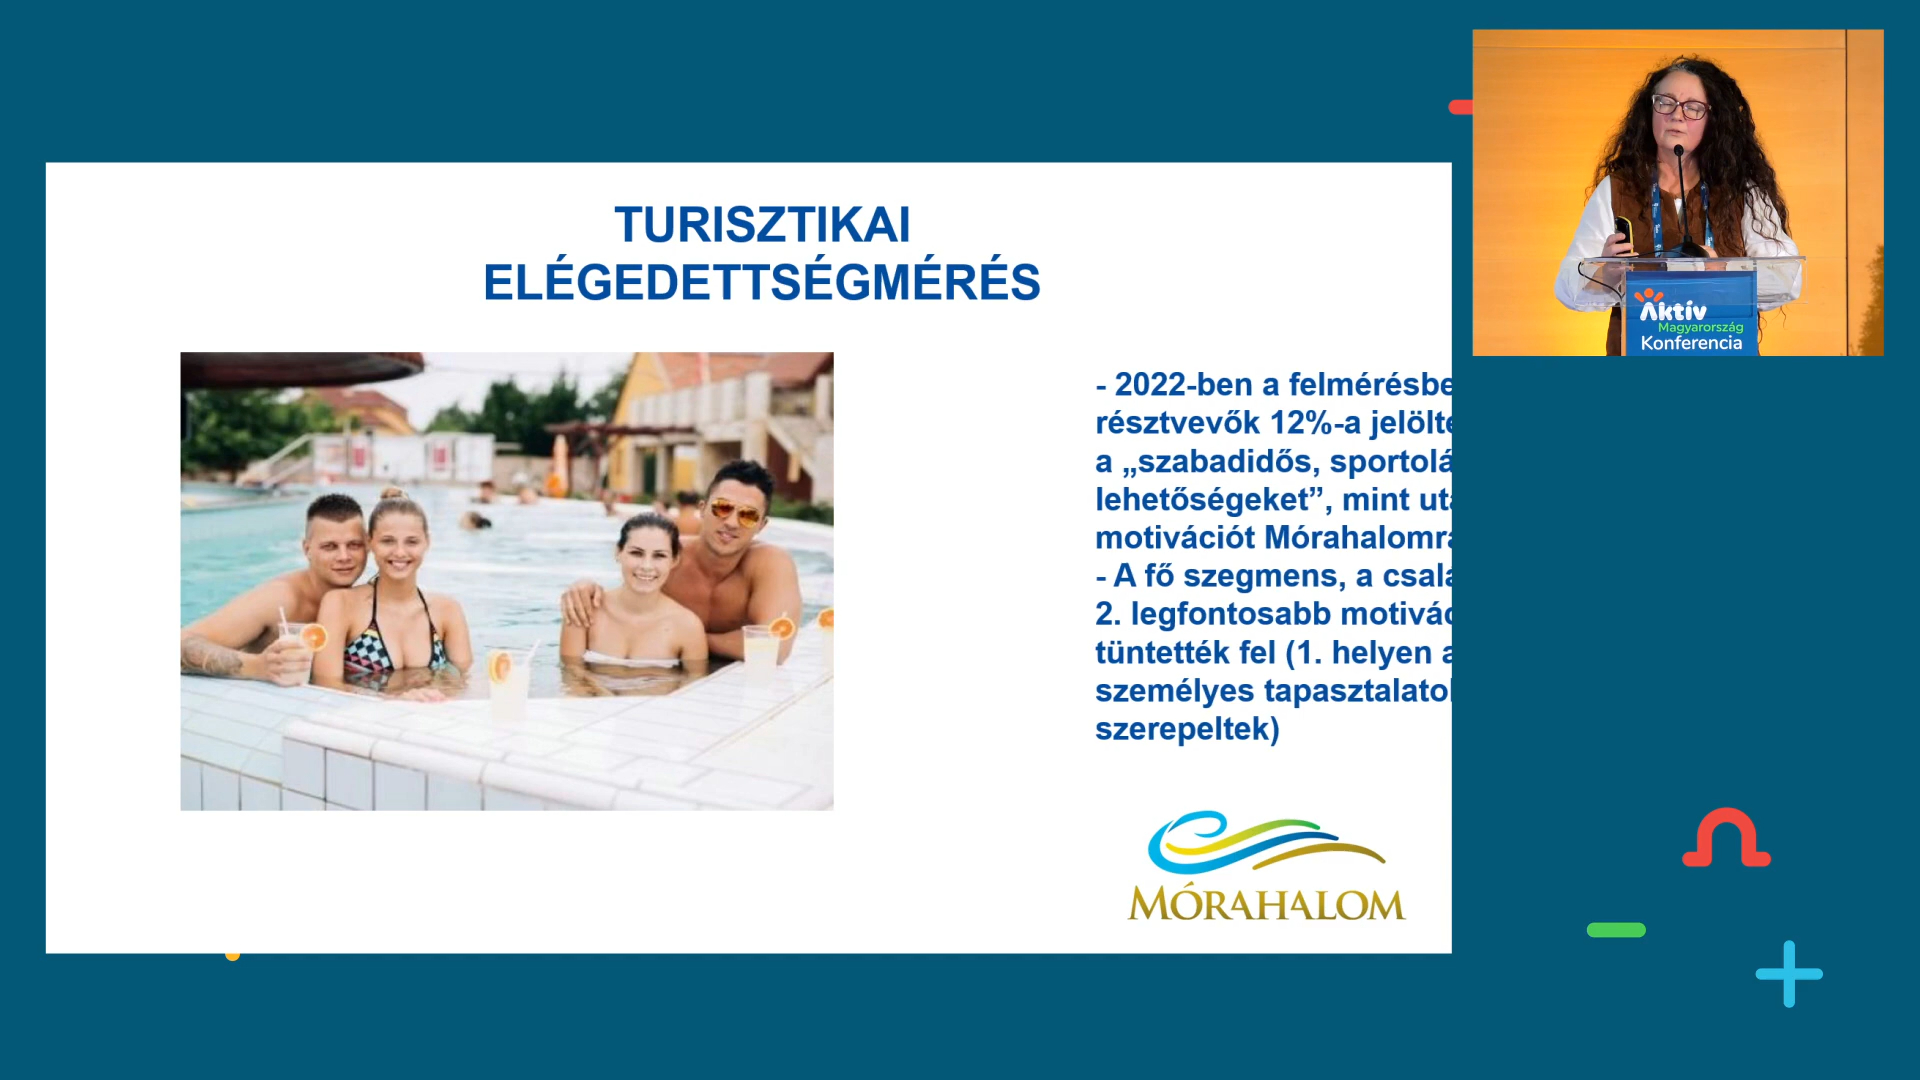 TURISZTIKAI
ELÉGEDETTSÉGMÉRÉS
- 2022-ben a felmérésbe
résztvevők 12%-a jelölte
a „szabadidős, sportolá
lehetőségeket”, mint uta
motivációt Mórahalomra
- A fő szegmens, a csalá
2. legfontosabb motivác
tüntették fel (1. helyen a
személyes tapasztalatok
szerepeltek)
MÓRAHALOM
Aktív
Magyarország
Konferencia